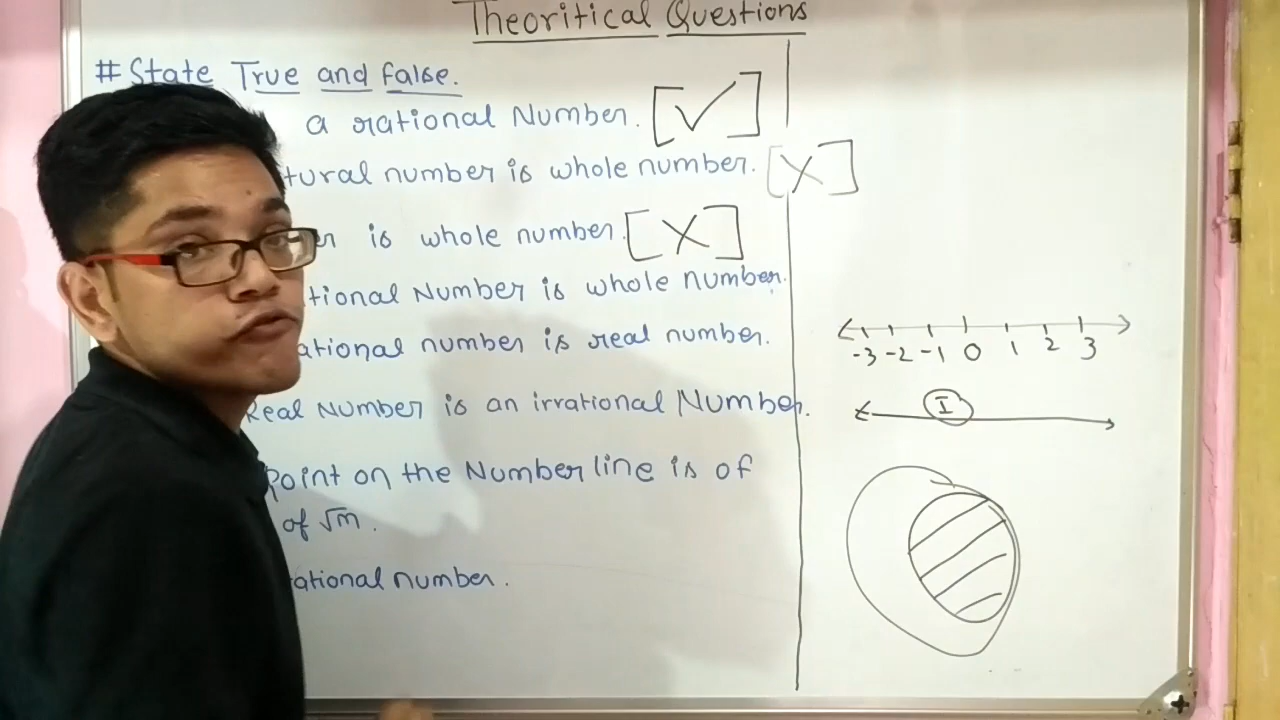 Theoritical Questions
# State True and false.
a rational Number. [✓]
tural number is whole number. [X]
er is whole number. [X]
tional Number is whole number.
ational number is real number.
Real Number is an irrational Number.
Point on the Number line is of
of √m.
ational number.
-3 -2 -1 0 1 2 3
I